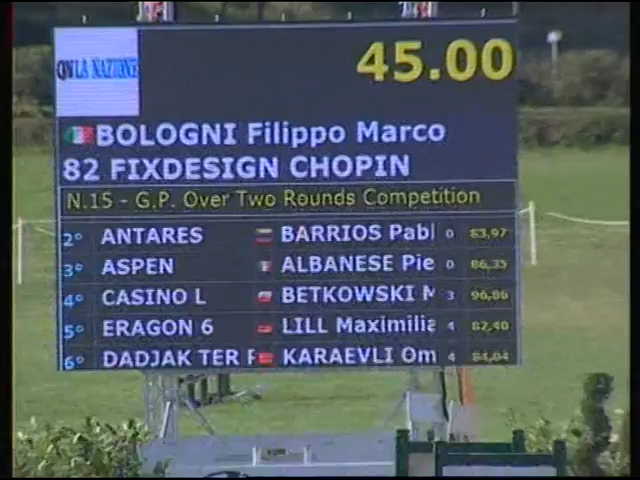 QN LA NAZIONE
45.00
BOLOGNI Filippo Marco
82 FIXDESIGN CHOPIN
N.15 - G.P. Over Two Rounds Competition
2° ANTARES BARRIOS Pabl 0 83,97
3° ASPEN ALBANESE Pie 0 86,35
4° CASINO L BETKOWSKI M 3 96,86
5° ERAGON 6 LILL Maximilia 4 82,40
6° DADJAK TER F KARAEVLI Om 4 84,04